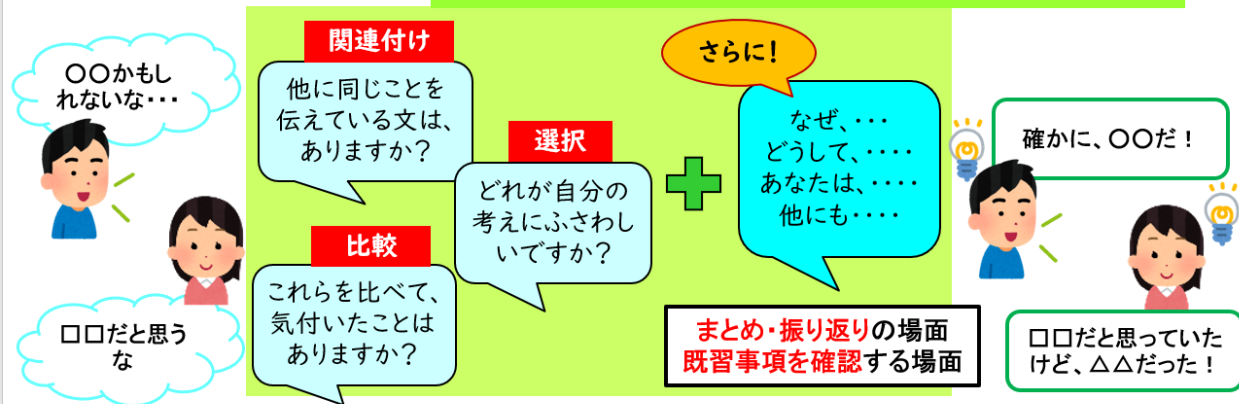 〇〇かもし
れないな・・・
□□だと思う
な
関連付け
他に同じことを
伝えている文は、
ありますか？
選択
どれが自分の
考えにふさわし
いですか？
比較
これらを比べて、
気付いたことは
ありますか？
さらに！
なぜ、・・・
どうして、・・・・
あなたは、・・・・
他にも・・・・
まとめ・振り返りの場面
既習事項を確認する場面
確かに、〇〇だ！
□□だと思っていた
けど、△△だった！